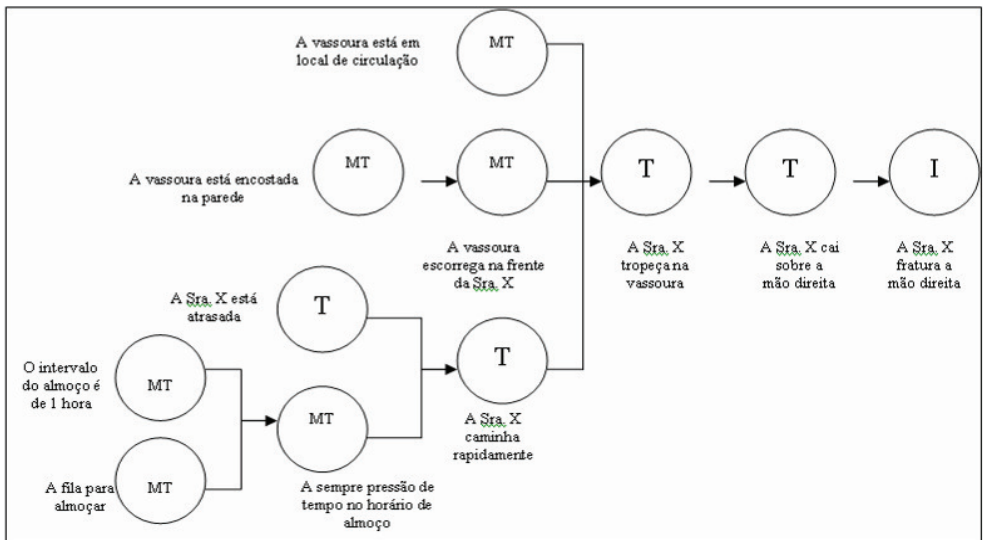 A vassoura está em
local de circulação
MT
A vassoura está encostada
na parede
MT
MT
T
T
I
A vassoura
escorrega na frente
da Sra. X
A Sra. X
tropeça na
vassoura
A Sra. X cai
sobre a
mão direita
A Sra. X
fratura a
mão direita
A Sra. X está
atrasada
T
O intervalo
do almoço é
de 1 hora
MT
MT
T
A Sra. X
caminha
rapidamente
A fila para
almoçar
MT
A sempre pressão de
tempo no horário de
almoço